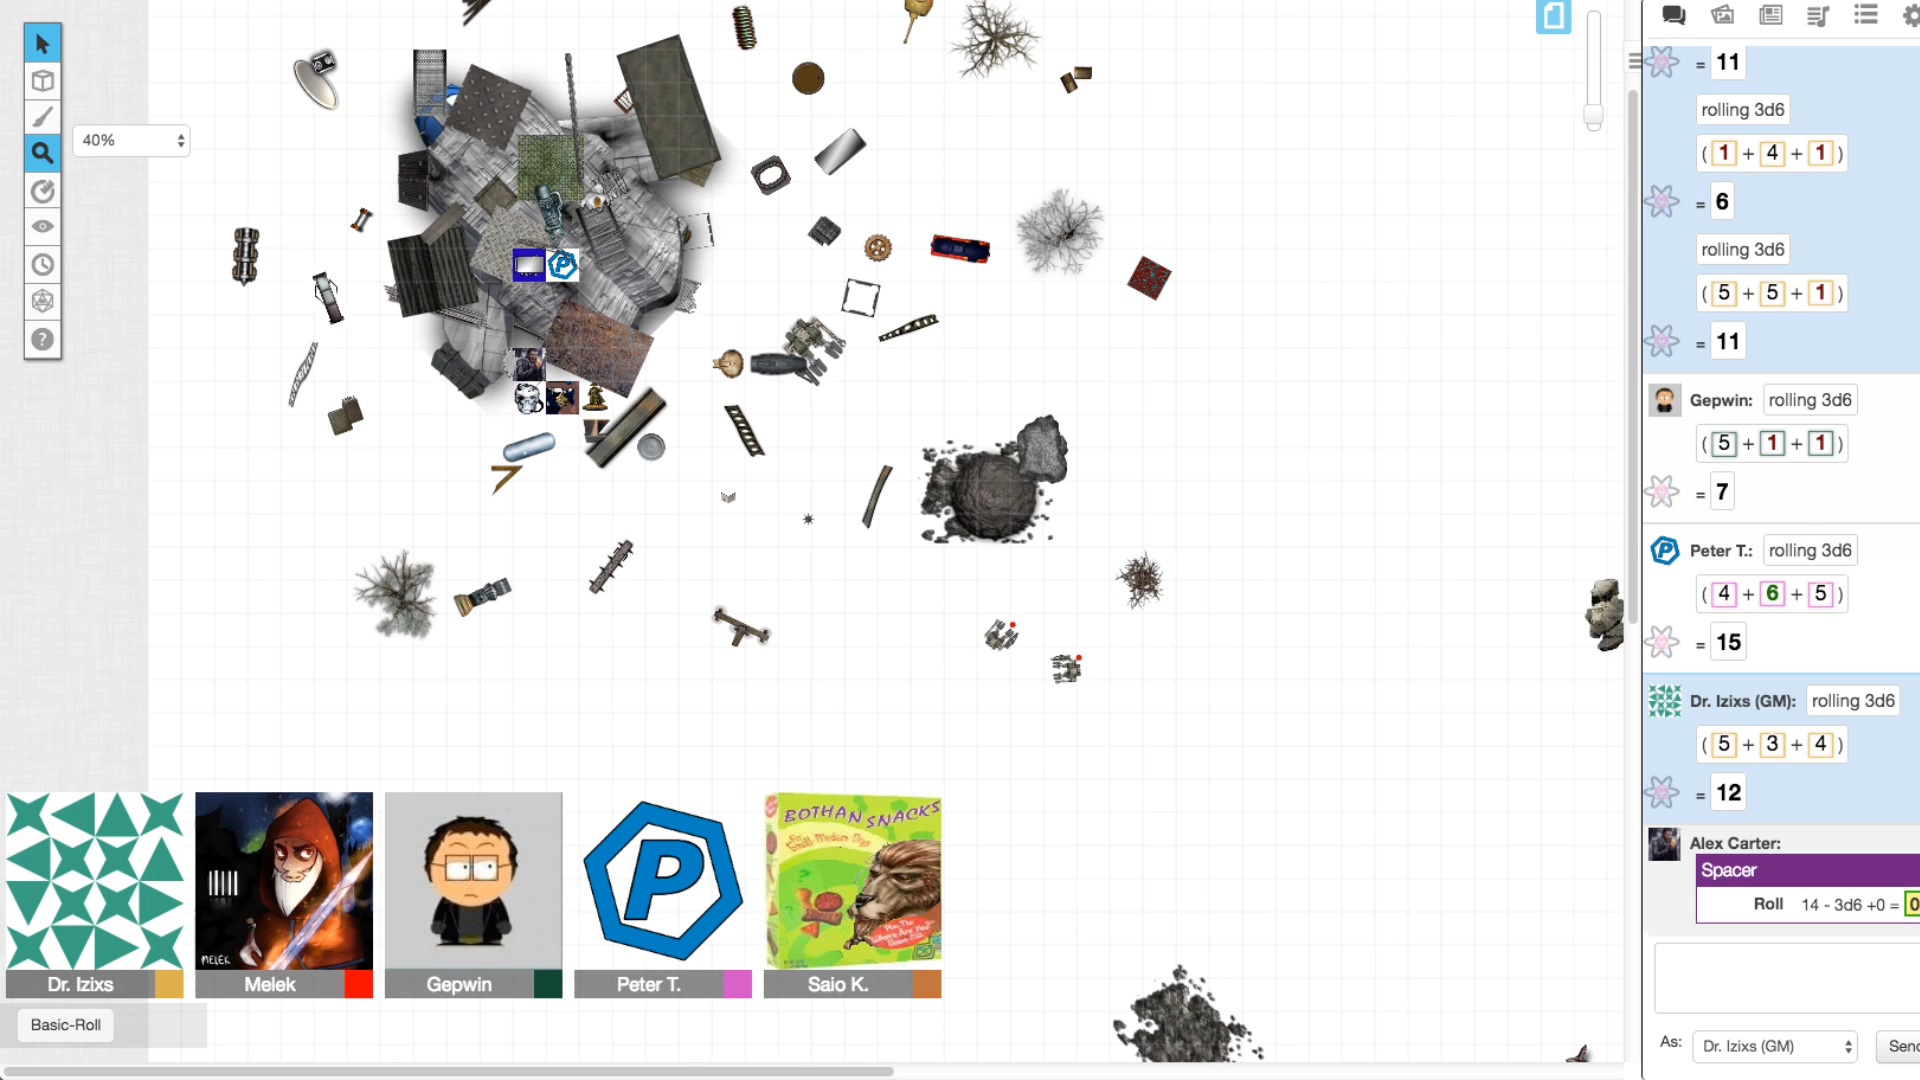 40%
= 11
rolling 3d6
(1 + 4 + 1)
= 6
rolling 3d6
(5 + 5 + 1)
= 11
Gepwin: rolling 3d6
(5 + 1 + 1)
= 7
Peter T.: rolling 3d6
(4 + 6 + 5)
= 15
Dr. Izixs (GM): rolling 3d6
(5 + 3 + 4)
= 12
Alex Carter:
Spacer
Roll 14 - 3d6 +0 = 0
As: Dr. Izixs (GM) Send
P
?
MELEK
P
BOTHAN SNACKS
Dr. Izixs
Melek
Gepwin
Peter T.
Saio K.
Basic-Roll